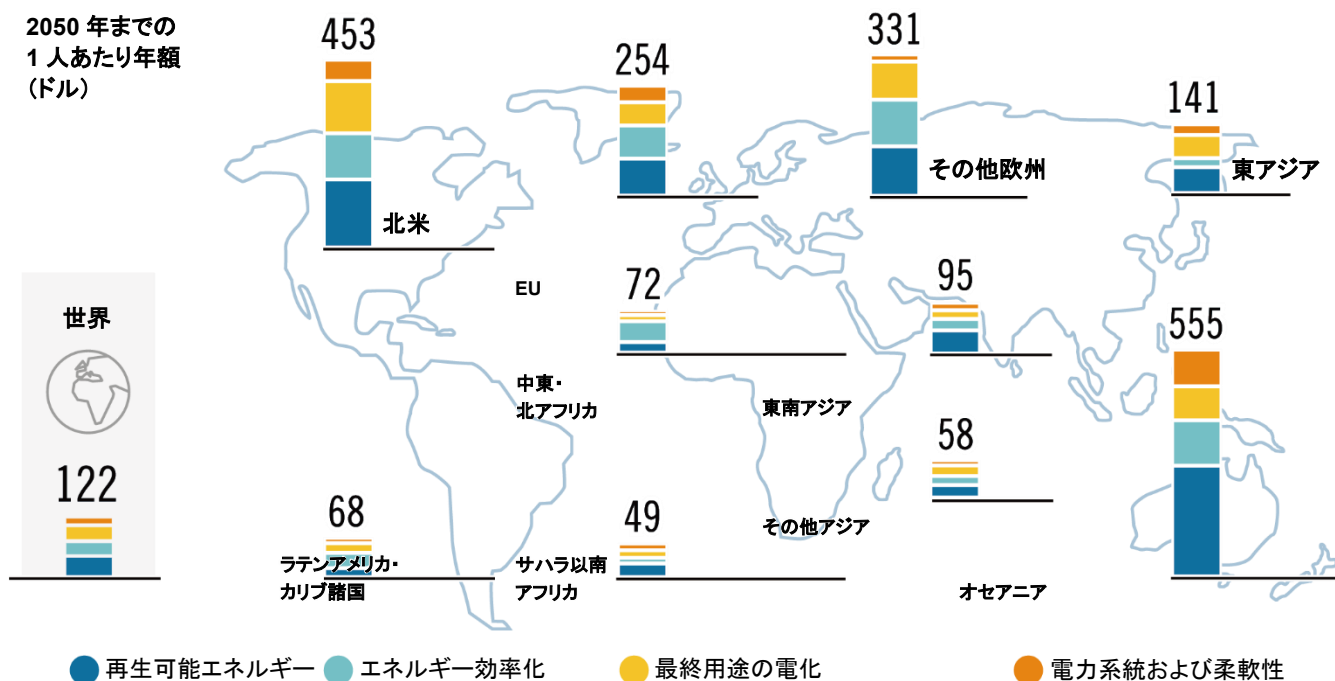 2050 年までの
1 人あたり年額
(ドル)
453
北米
254
331
その他欧州
141
東アジア
世界
122
EU
72
95
555
中東・
北アフリカ
東南アジア
58
68
ラテンアメリカ・
カリブ諸国
49
サハラ以南
アフリカ
その他アジア
オセアニア
再生可能エネルギー
エネルギー効率化
最終用途の電化
電力系統および柔軟性